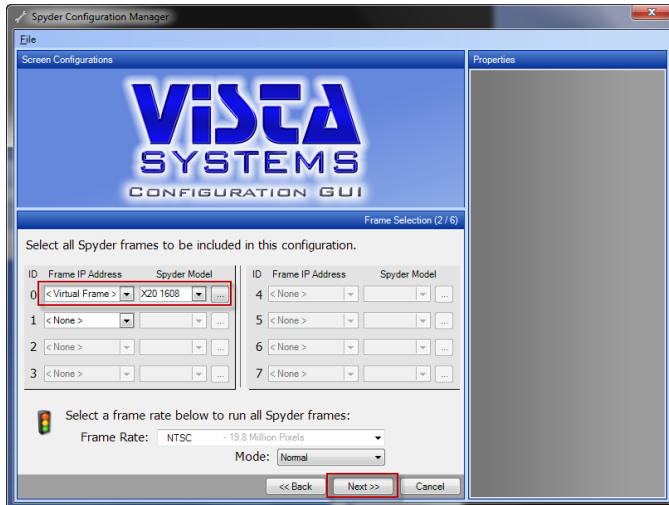 Spyder Configuration Manager
File
Screen Configurations
Properties
VISTA
SYSTEMS
CONFIGURATION GUI
Frame Selection (2 / 6)
Select all Spyder frames to be included in this configuration.
ID Frame IP Address Spyder Model ID Frame IP Address Spyder Model
0 < Virtual Frame > X20 1608 ... 4 < None > ...
1 < None > ... 5 < None > ...
2 < None > ... 6 < None > ...
3 < None > ... 7 < None > ...
Select a frame rate below to run all Spyder frames:
Frame Rate: NTSC - 19.8 Million Pixels
Mode: Normal
<< Back Next >> Cancel